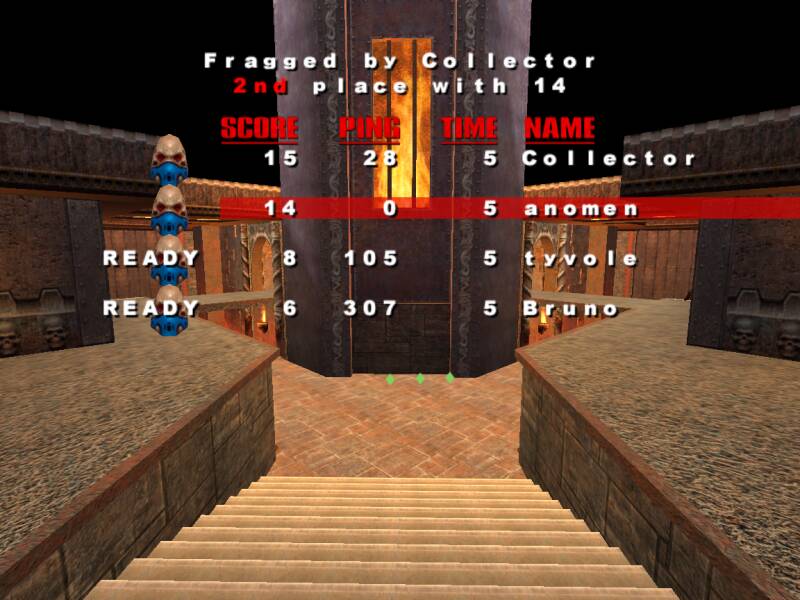 Fragged by Collector
2nd place with 14
SCORE PING TIME NAME
15 28 5 Collector
14 0 5 anomen
READY 8 105 5 tyvole
READY 6 307 5 Bruno